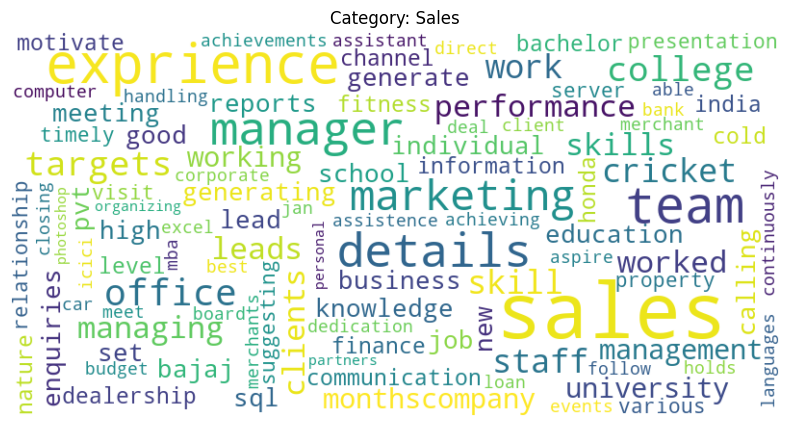 Category: Sales
motivate achievements assistant direct bachelor presentation
exprience channel work college
computer handling generate server able
meeting reports fitness performance bank india
timely good manager deal client merchant cold
individual skills
targets working school information honda cricket
corporate
visit generating marketing team
photoshop organizing pvt jan
relationship closing high excel lead assistence achieving education continuously
icici level mba leads personal details aspire worked
best business skill property calling
car office clients knowledge new sales
meet board suggesting
nature enquiries managing merchants dedication job management
set finance staff
budget bajaj partners follow holds languages
communication loan university
dealership sql monthscompany events various